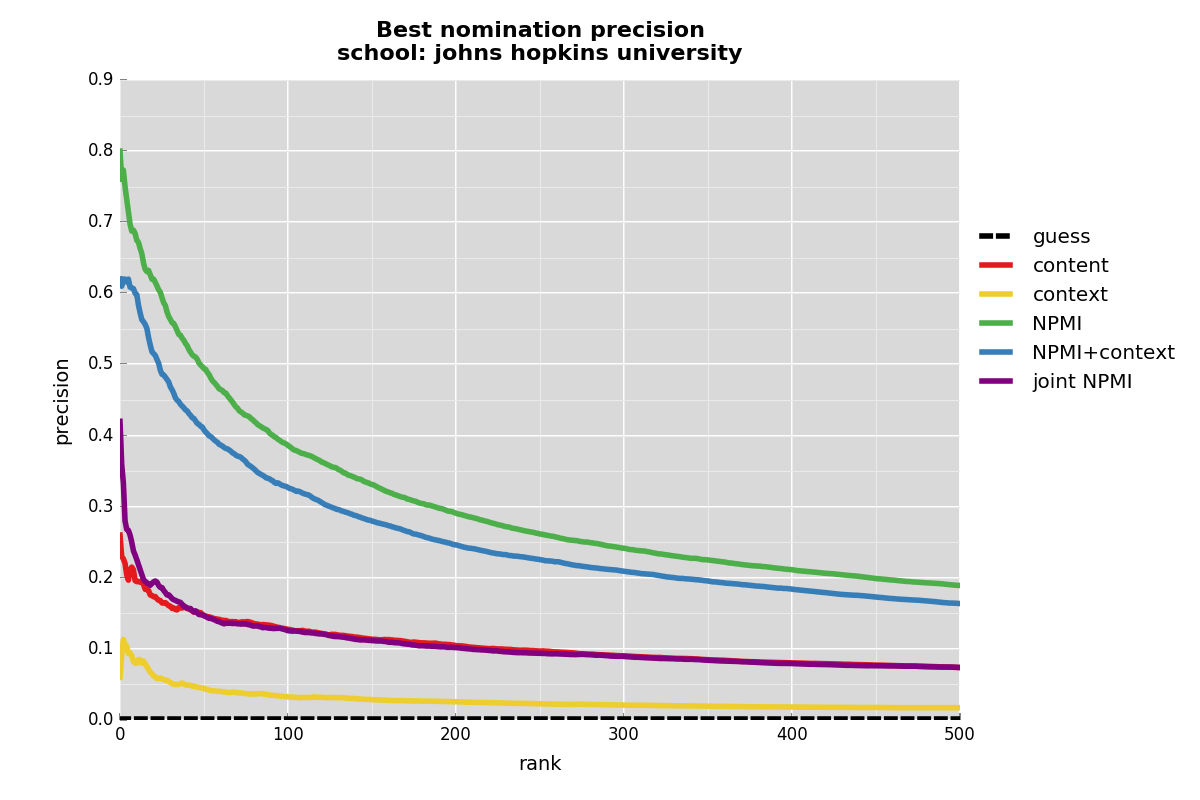 Best nomination precision
school: johns hopkins university
0.9
0.8
0.7
0.6
0.5
0.4
0.3
0.2
0.1
0.0
precision
0
100
200
300
400
500
rank
guess
content
context
NPMI
NPMI+context
joint NPMI